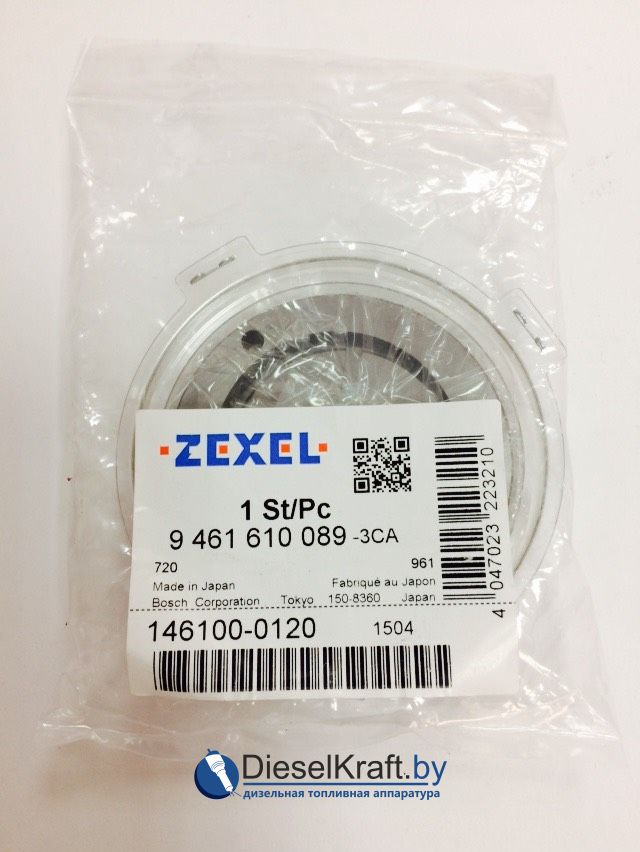 ZEXEL
1 St/Pc
9 461 610 089 -3CA
720 961
Made in Japan Fabriqué au Japon
Bosch Corporation Tokyo 150-8360 Japan
146100-0120 1504
4 047023 223210
DieselKraft.by
дизельная топливная аппаратура